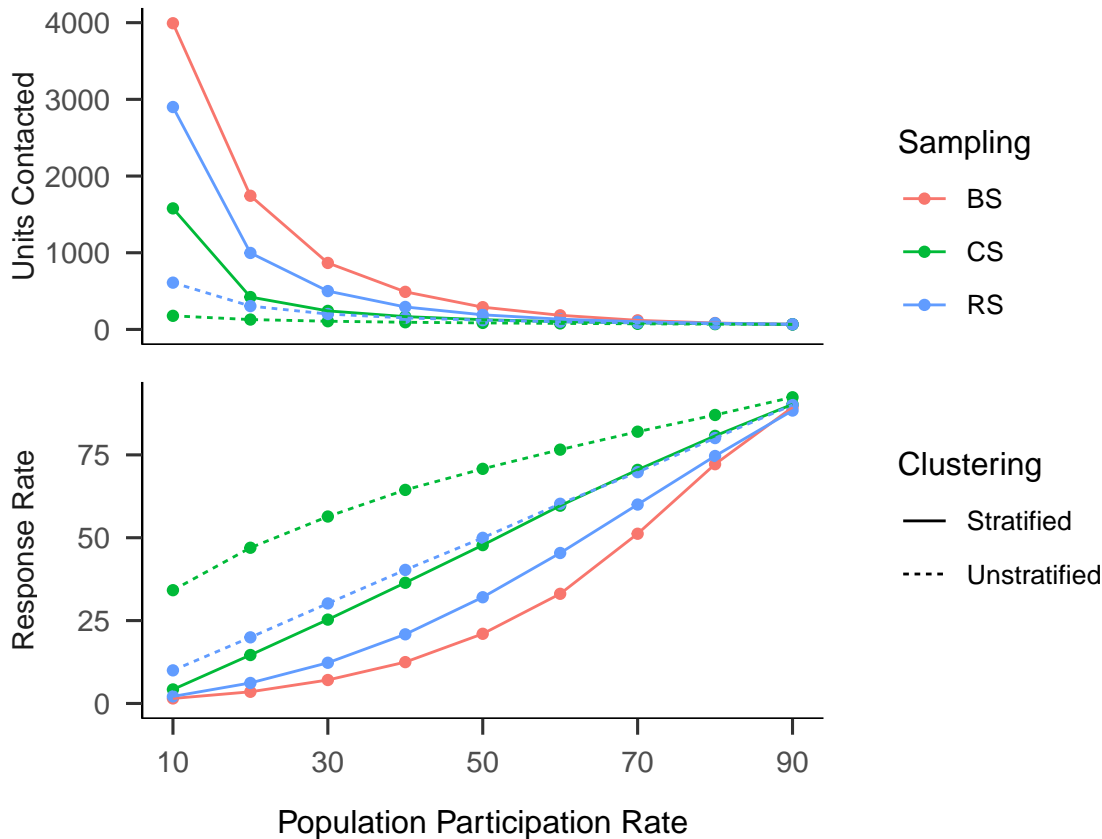 4000
3000
2000
1000
0
Units Contacted
75
50
25
0
Response Rate
10 30 50 70 90
Population Participation Rate
Sampling
BS
CS
RS
Clustering
Stratified
Unstratified